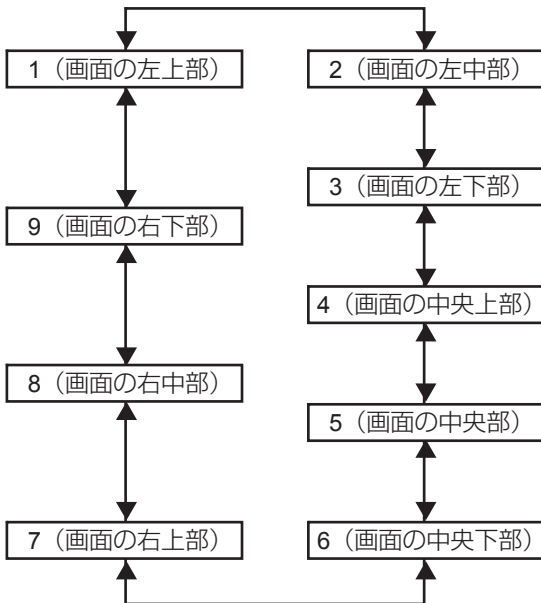 1（画面の左上部）
2（画面の左中部）
3（画面の左下部）
9（画面の右下部）
4（画面の中央上部）
8（画面の右中部）
5（画面の中央部）
7（画面の右上部）
6（画面の中央下部）